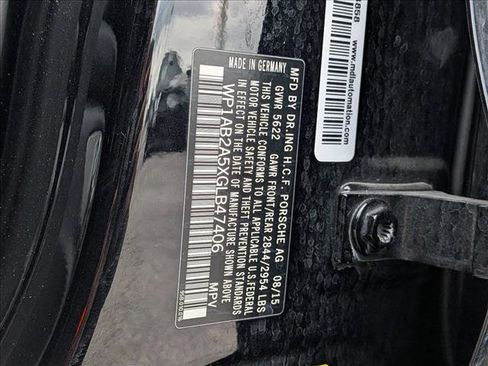 MFD BY DR.ING H.C.F. PORSCHE AG 08/15
GVWR 5622 GAWR FRONT/REAR 2844/2954 LBS
THIS VEHICLE CONFORMS TO ALL APPLICABLE U.S.FEDERAL
MOTOR VEHICLE SAFETY BUMPER AND THEFT PREVENTION STANDARDS
IN EFFECT ON THE DATE OF MANUFACTURE SHOWN ABOVE
WP1AB2A5XGLB47406 MPV
MADE IN GERMANY
www.mdiautomation.com